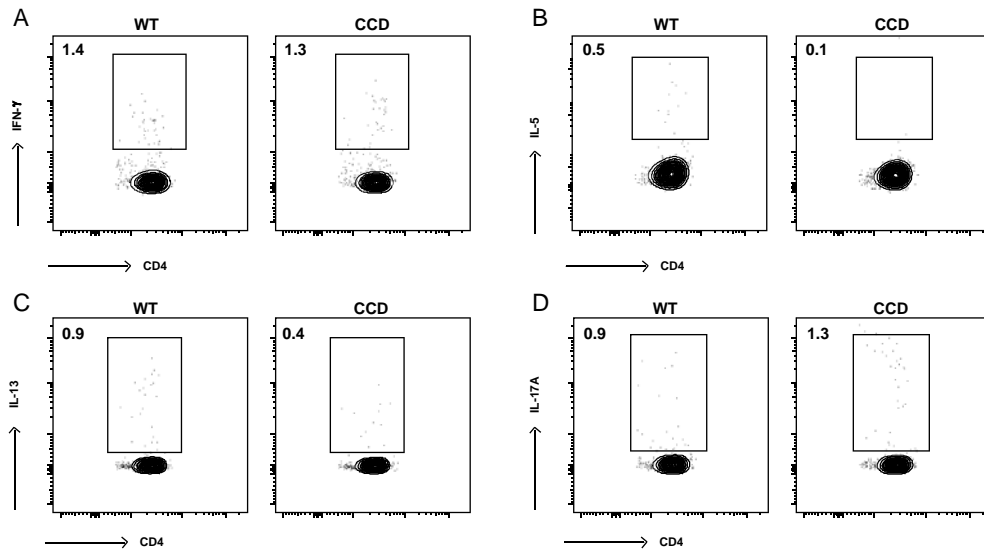 A
WT
CCD
1.4
1.3
IFN-γ
CD4
B
WT
CCD
0.5
0.1
IL-5
CD4
C
WT
CCD
0.9
0.4
IL-13
CD4
D
WT
CCD
0.9
1.3
IL-17A
CD4